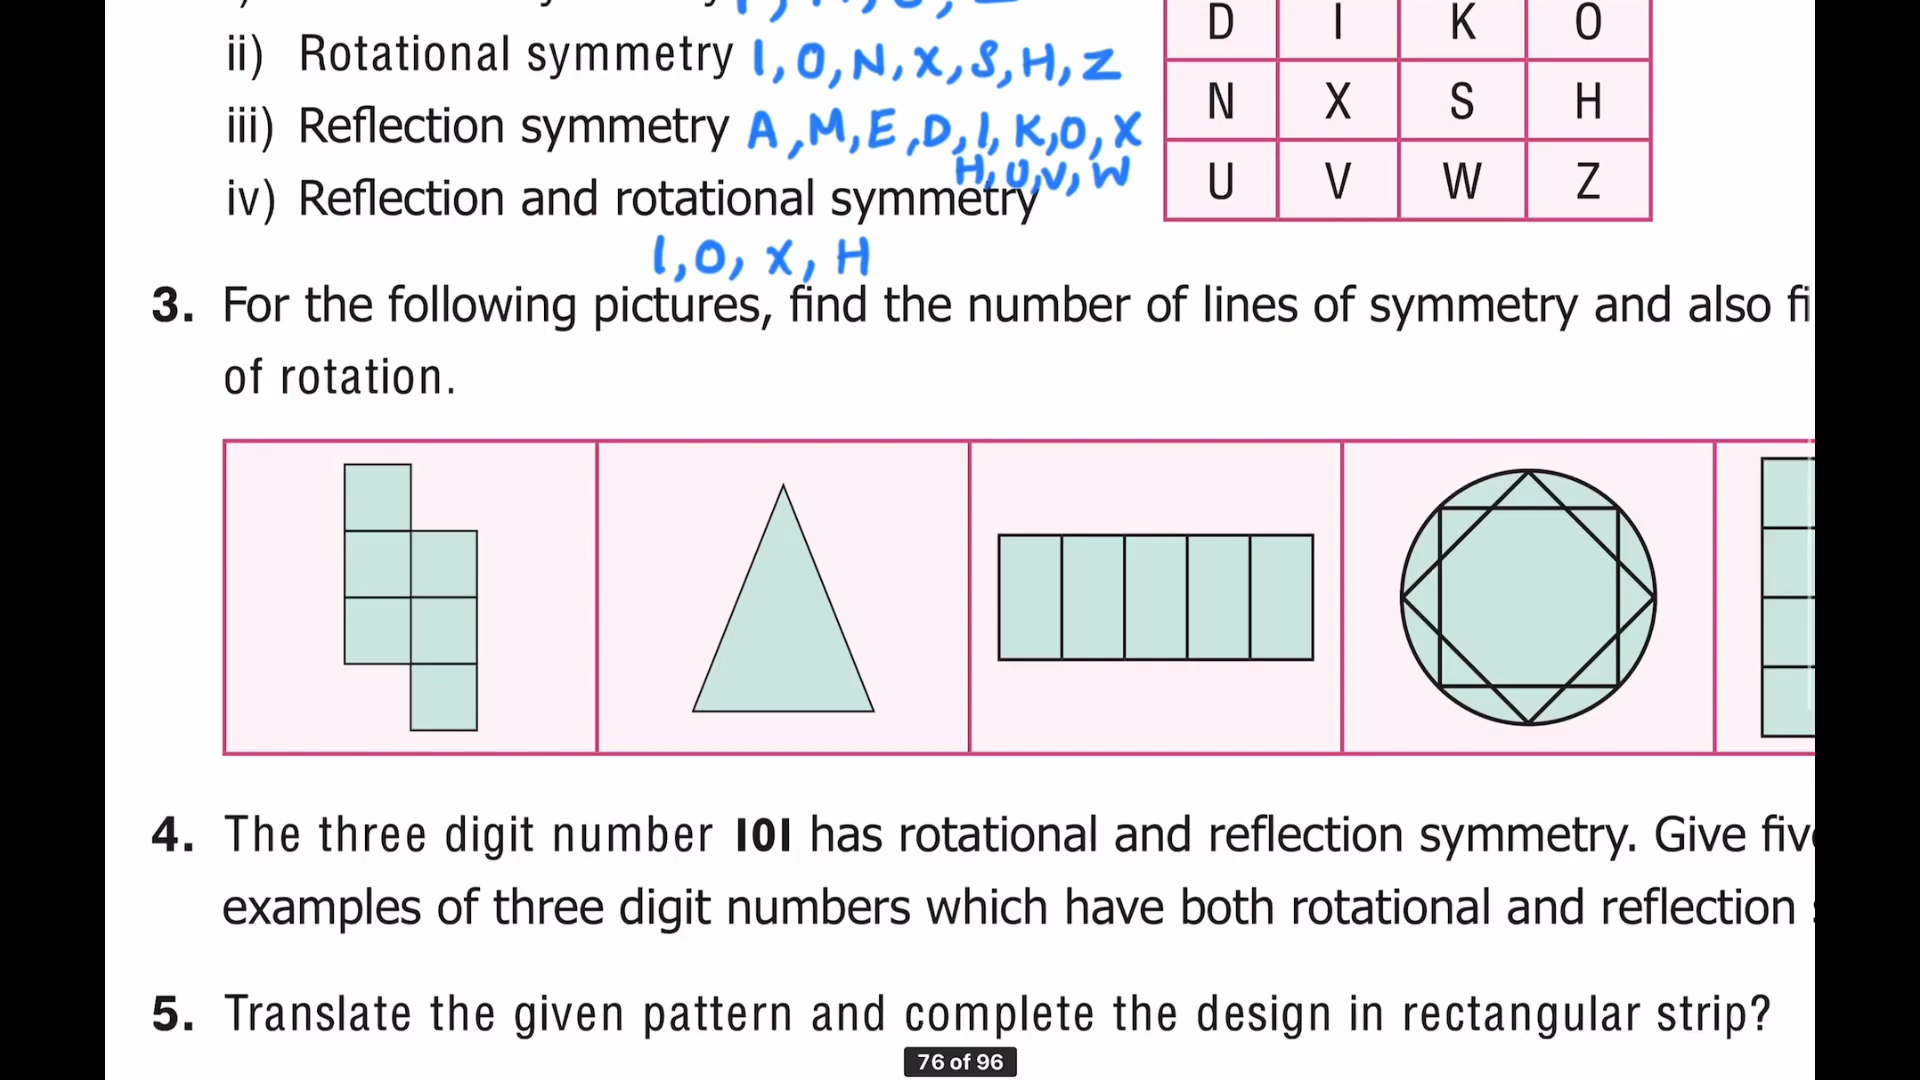 ii) Rotational symmetry I, O, N, X, S, H, Z
iii) Reflection symmetry A, M, E, D, I, K, O, X
H, U, V, W
iv) Reflection and rotational symmetry
I, O, X, H
D I K O
N X S H
U V W Z
3. For the following pictures, find the number of lines of symmetry and also fi
of rotation.
4. The three digit number 101 has rotational and reflection symmetry. Give five
examples of three digit numbers which have both rotational and reflection
5. Translate the given pattern and complete the design in rectangular strip?
76 of 96